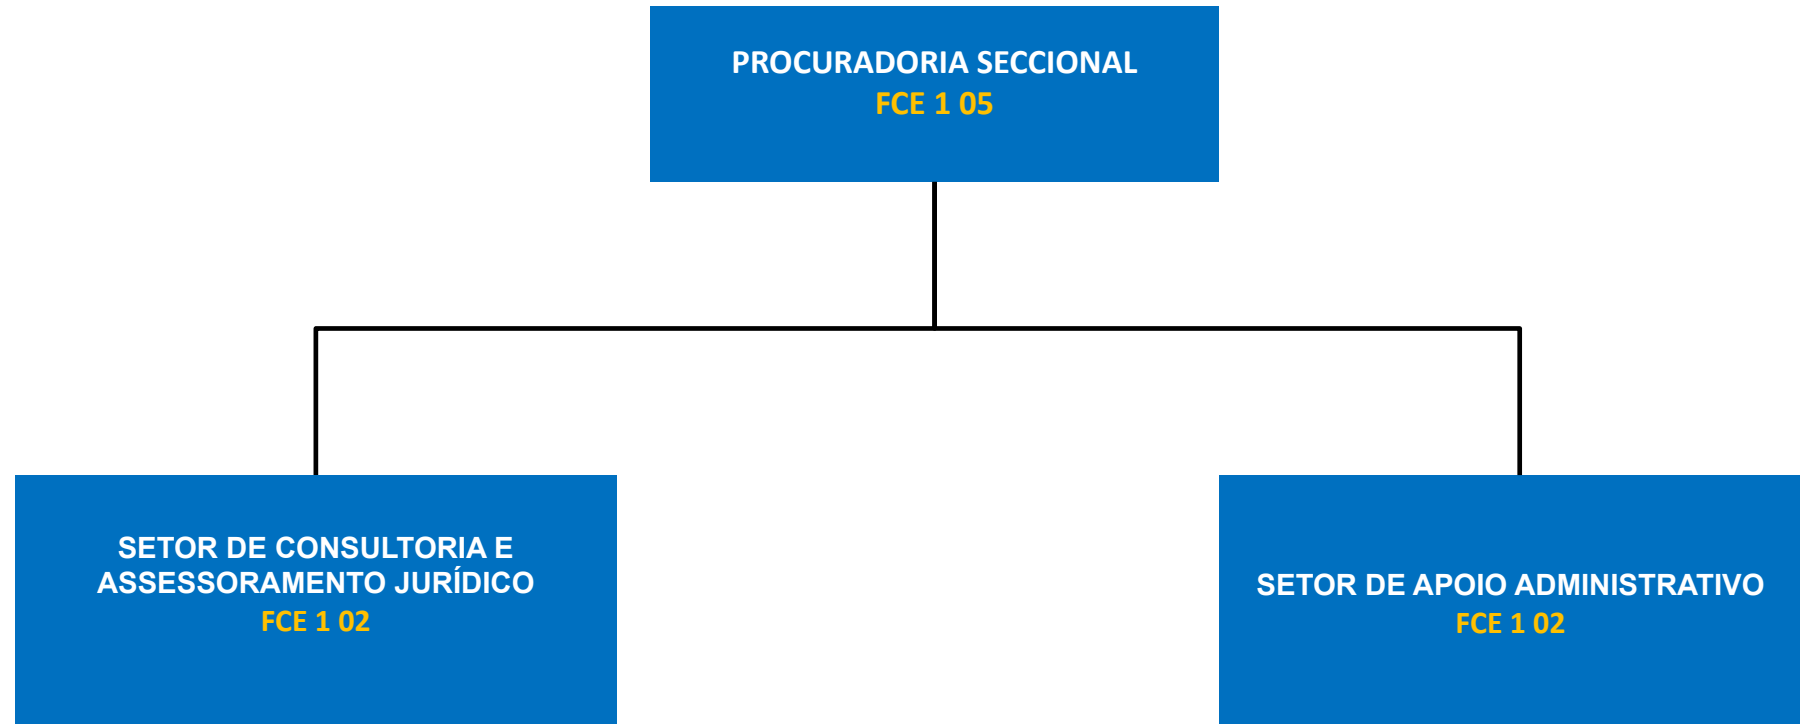 PROCURADORIA SECCIONAL
FCE 1 05
SETOR DE CONSULTORIA E
ASSESSORAMENTO JURÍDICO
FCE 1 02
SETOR DE APOIO ADMINISTRATIVO
FCE 1 02